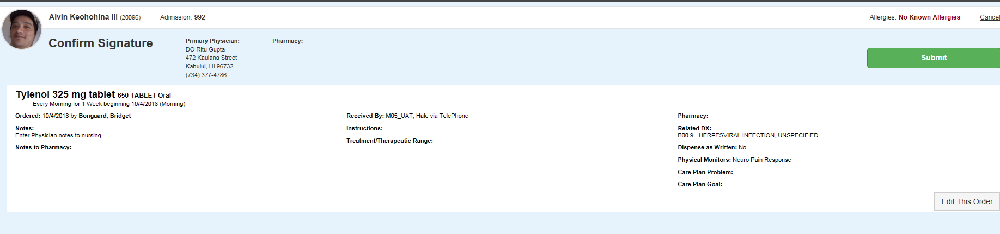 Alvin Keohohina III (20096) Admission: 992 Allergies: No Known Allergies Cancel
Confirm Signature
Primary Physician:
DO Ritu Gupta
472 Kaulana Street
Kahului, HI 96732
(734) 377-4786
Pharmacy:
Submit
Tylenol 325 mg tablet 650 TABLET Oral
Every Morning for 1 Week beginning 10/4/2018 (Morning)
Ordered: 10/4/2018 by Bongaard, Bridget
Notes:
Enter Physician notes to nursing
Notes to Pharmacy:
Received By: M05_UAT, Hale via TelePhone
Instructions:
Treatment/Therapeutic Range:
Pharmacy:
Related DX:
B00.9 - HERPESVIRAL INFECTION, UNSPECIFIED
Dispense as Written: No
Physical Monitors: Neuro Pain Response
Care Plan Problem:
Care Plan Goal:
Edit This Order